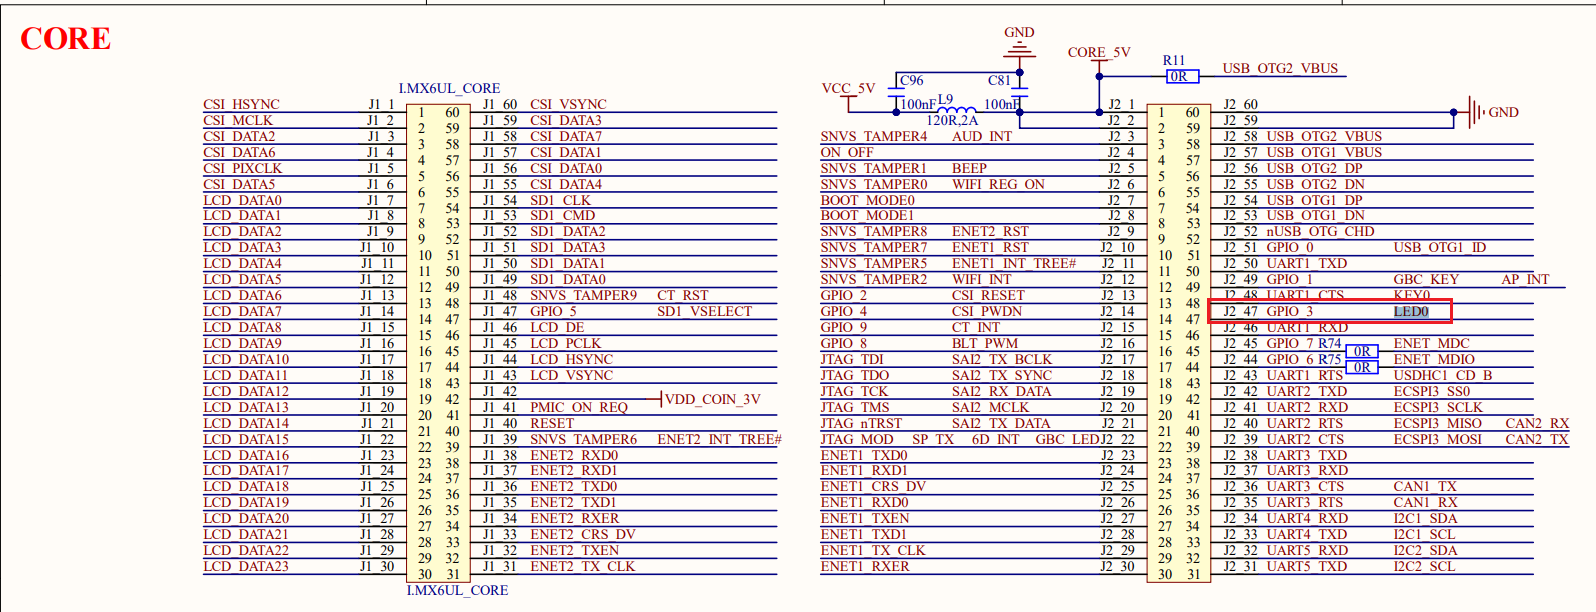 CORE
GND
CORE_5V
R11
0R
USB_OTG2_VBUS
I.MX6UL_CORE
VCC_5V
C96
100nF
L9
120R,2A
C81
100nF
GND
CSI_HSYNC J1_1 1 60 J1_60 CSI_VSYNC
CSI_MCLK J1_2 2 59 J1_59 CSI_DATA3
CSI_DATA2 J1_3 3 58 J1_58 CSI_DATA7
CSI_DATA6 J1_4 4 57 J1_57 CSI_DATA1
CSI_PIXCLK J1_5 5 56 J1_56 CSI_DATA0
CSI_DATA5 J1_6 6 55 J1_55 CSI_DATA4
LCD_DATA0 J1_7 7 54 J1_54 SD1_CLK
LCD_DATA1 J1_8 8 53 J1_53 SD1_CMD
LCD_DATA2 J1_9 9 52 J1_52 SD1_DATA2
LCD_DATA3 J1_10 10 51 J1_51 SD1_DATA3
LCD_DATA4 J1_11 11 50 J1_50 SD1_DATA1
LCD_DATA5 J1_12 12 49 J1_49 SD1_DATA0
LCD_DATA6 J1_13 13 48 J1_48 SNVS_TAMPER9 CT_RST
LCD_DATA7 J1_14 14 47 J1_47 GPIO_5 SD1_VSELECT
LCD_DATA8 J1_15 15 46 J1_46 LCD_DE
LCD_DATA9 J1_16 16 45 J1_45 LCD_PCLK
LCD_DATA10 J1_17 17 44 J1_44 LCD_HSYNC
LCD_DATA11 J1_18 18 43 J1_43 LCD_VSYNC
LCD_DATA12 J1_19 19 42 J1_42 VDD_COIN_3V
LCD_DATA13 J1_20 20 41 J1_41 PMIC_ON_REQ
LCD_DATA14 J1_21 21 40 J1_40 RESET
LCD_DATA15 J1_22 22 39 J1_39 SNVS_TAMPER6 ENET2_INT_TREE#
LCD_DATA16 J1_23 23 38 J1_38 ENET2_RXD0
LCD_DATA17 J1_24 24 37 J1_37 ENET2_RXD1
LCD_DATA18 J1_25 25 36 J1_36 ENET2_TXD0
LCD_DATA19 J1_26 26 35 J1_35 ENET2_TXD1
LCD_DATA20 J1_27 27 34 J1_34 ENET2_RXER
LCD_DATA21 J1_28 28 33 J1_33 ENET2_CRS_DV
LCD_DATA22 J1_29 29 32 J1_32 ENET2_TXEN
LCD_DATA23 J1_30 30 31 J1_31 ENET2_TX_CLK
I.MX6UL_CORE
J2_1 1 60 J2_60
J2_2 2 59 J2_59
SNVS_TAMPER4 AUD_INT J2_3 3 58 J2_58 USB_OTG2_VBUS
ON_OFF J2_4 4 57 J2_57 USB_OTG1_VBUS
SNVS_TAMPER1 BEEP J2_5 5 56 J2_56 USB_OTG2_DP
SNVS_TAMPER0 WIFI_REG_ON J2_6 6 55 J2_55 USB_OTG2_DN
BOOT_MODE0 J2_7 7 54 J2_54 USB_OTG1_DP
BOOT_MODE1 J2_8 8 53 J2_53 USB_OTG1_DN
SNVS_TAMPER8 ENET2_RST J2_9 9 52 J2_52 nUSB_OTG_CHD
SNVS_TAMPER7 ENET1_RST J2_10 10 51 J2_51 GPIO_0 USB_OTG1_ID
SNVS_TAMPER5 ENET1_INT_TREE# J2_11 11 50 J2_50 UART1_TXD
SNVS_TAMPER2 WIFI_INT J2_12 12 49 J2_49 GPIO_1 GBC_KEY AP_INT
GPIO_2 CSI_RESET J2_13 13 48 J2_48 UART1_CTS KEY0
GPIO_4 CSI_PWDN J2_14 14 47 J2_47 GPIO_3 LED0
GPIO_9 CT_INT J2_15 15 46 J2_46 UART1_RXD
GPIO_8 BLT_PWM J2_16 16 45 J2_45 GPIO_7 R74 0R ENET_MDC
JTAG_TDI SAI2_TX_BCLK J2_17 17 44 J2_44 GPIO_6 R75 0R ENET_MDIO
JTAG_TDO SAI2_TX_SYNC J2_18 18 43 J2_43 UART1_RTS USDHC1_CD_B
JTAG_TCK SAI2_RX_DATA J2_19 19 42 J2_42 UART2_TXD ECSPI3_SS0
JTAG_TMS SAI2_MCLK J2_20 20 41 J2_41 UART2_RXD ECSPI3_SCLK
JTAG_nTRST SAI2_TX_DATA J2_21 21 40 J2_40 UART2_RTS ECSPI3_MISO CAN2_RX
JTAG_MOD SP_TX 6D_INT GBC_LED J2_22 22 39 J2_39 UART2_CTS ECSPI3_MOSI CAN2_TX
ENET1_TXD0 J2_23 23 38 J2_38 UART3_TXD
ENET1_RXD1 J2_24 24 37 J2_37 UART3_RXD
ENET1_CRS_DV J2_25 25 36 J2_36 UART3_CTS CAN1_TX
ENET1_RXD0 J2_26 26 35 J2_35 UART3_RTS CAN1_RX
ENET1_TXEN J2_27 27 34 J2_34 UART4_RXD I2C1_SDA
ENET1_TXD1 J2_28 28 33 J2_33 UART4_TXD I2C1_SCL
ENET1_TX_CLK J2_29 29 32 J2_32 UART5_RXD I2C2_SDA
ENET1_RXER J2_30 30 31 J2_31 UART5_TXD I2C2_SCL